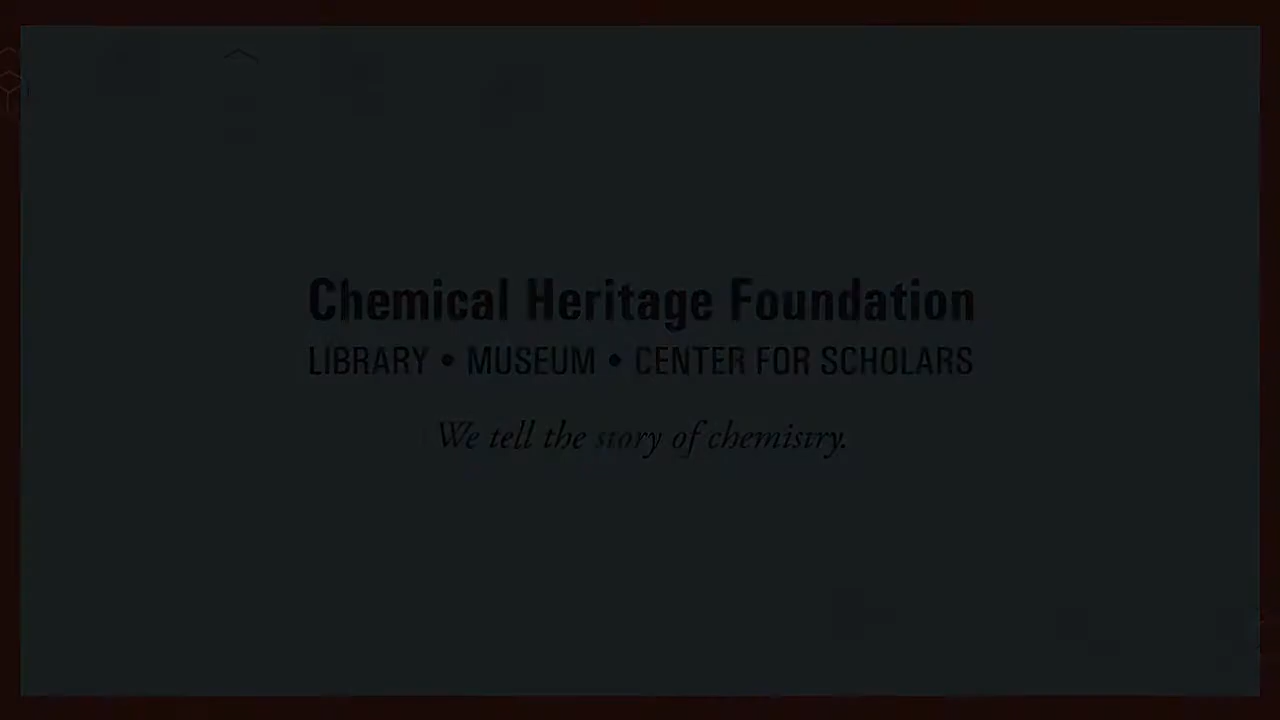 Chemical Heritage Foundation
LIBRARY • MUSEUM • CENTER FOR SCHOLARS
We tell the story of chemistry.